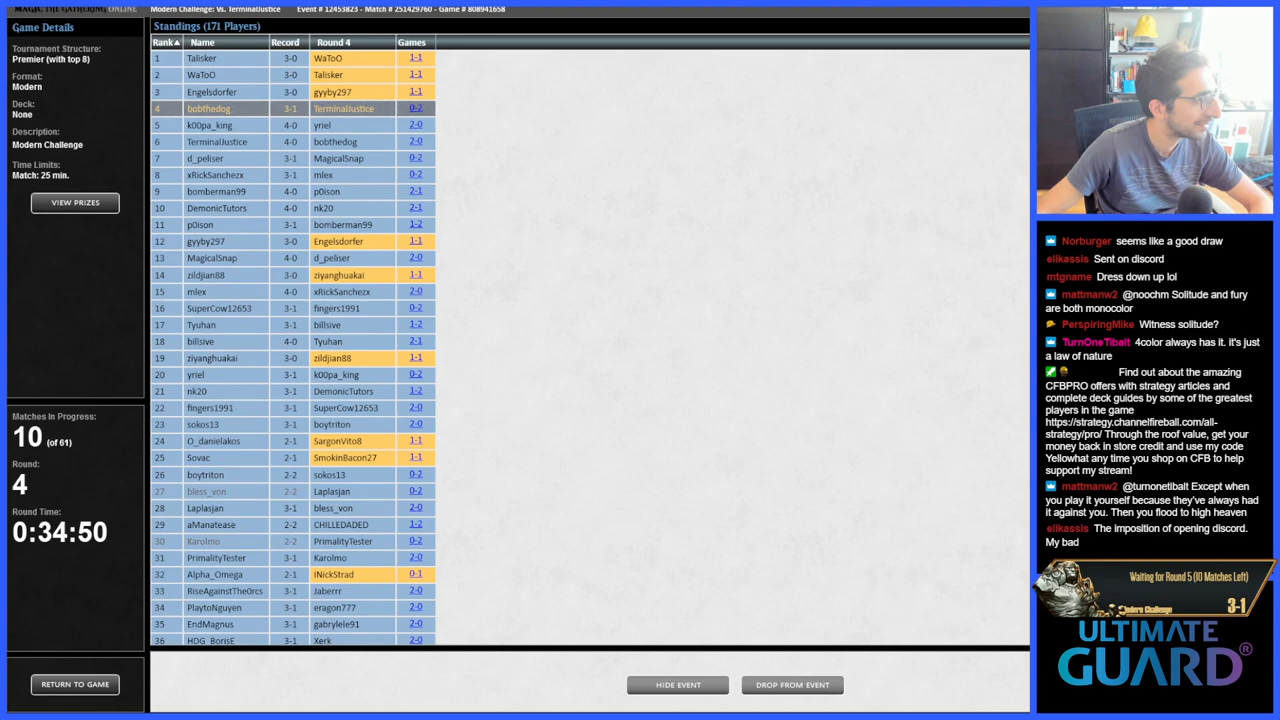 MAGIC THE GATHERING ONLINE
Modern Challenge: Vs. TerminalJustice Event # 12453823 - Match # 251429760 - Game # 808941658
Game Details
Tournament Structure:
Premier (with top 8)
Format:
Modern
Deck:
None
Description:
Modern Challenge
Time Limits:
Match: 25 min.
VIEW PRIZES
Matches In Progress:
10 (of 61)
Round:
4
Round Time:
0:34:50
RETURN TO GAME
Standings (171 Players)
Rank Name Record Round 4 Games
1 Talisker 3-0 WaToO 1-1
2 WaToO 3-0 Talisker 1-1
3 Engelsdorfer 3-0 gyyby297 1-1
4 bobthedog 3-1 TerminalJustice 0-2
5 k00pa_king 4-0 yriel 2-0
6 TerminalJustice 4-0 bobthedog 2-0
7 d_peliser 3-1 MagicalSnap 0-2
8 xRickSanchezx 3-1 mlex 0-2
9 bomberman99 4-0 p0ison 2-1
10 DemonicTutors 4-0 nk20 2-1
11 p0ison 3-1 bomberman99 1-2
12 gyyby297 3-0 Engelsdorfer 1-1
13 MagicalSnap 4-0 d_peliser 2-0
14 zildjian88 3-0 ziyanghuakai 1-1
15 mlex 4-0 xRickSanchezx 2-0
16 SuperCow12653 3-1 fingers1991 0-2
17 Tyuhan 3-1 billsive 1-2
18 billsive 4-0 Tyuhan 2-1
19 ziyanghuakai 3-0 zildjian88 1-1
20 yriel 3-1 k00pa_king 0-2
21 nk20 3-1 DemonicTutors 1-2
22 fingers1991 3-1 SuperCow12653 2-0
23 sokos13 3-1 boytriton 2-0
24 O_danielakos 2-1 SargonVito8 1-1
25 Sovac 2-1 SmokinBacon27 1-1
26 boytriton 2-2 sokos13 0-2
27 bless_von 2-2 Laplasjan 0-2
28 Laplasjan 3-1 bless_von 2-0
29 aManatease 2-2 CHILLEDADED 1-2
30 Karolmo 2-2 PrimalityTester 0-2
31 PrimalityTester 3-1 Karolmo 2-0
32 Alpha_Omega 2-1 INickStrad 0-1
33 RiseAgainstThe0rcs 3-1 Jaberrr 2-0
34 PlaytoNguyen 3-1 eragon777 2-0
35 EndMagnus 3-1 gabrylele91 2-0
36 HDG_BorisE 3-1 Xerk 2-0
HIDE EVENT
DROP FROM EVENT
Norburger seems like a good draw
elikassis Sent on discord
mtgname Dress down up lol
mattmanw2 @noochm Solitude and
fury are both monocolor
PerspiringMike Witness solitude?
TurnOneTibalt 4color always has it. it's just
a law of nature
Find out about the amazing
CFBPRO offers with strategy articles and
complete deck guides by some of the greatest
players in the game
https://strategy.channelfireball.com/all-
strategy/pro/ Through the roof value, get your
money back in store credit and use my code
Yellowhat any time you shop on CFB to help
support my stream!
mattmanw2 @turnonetibalt Except when
you play it yourself because they've always had
it against you. Then you flood to high heaven
elikassis The imposition of opening discord.
My bad
Waiting for Round 5 (10 Matches Left)
Modern Challenge 3-1
ULTIMATE
GUARD®